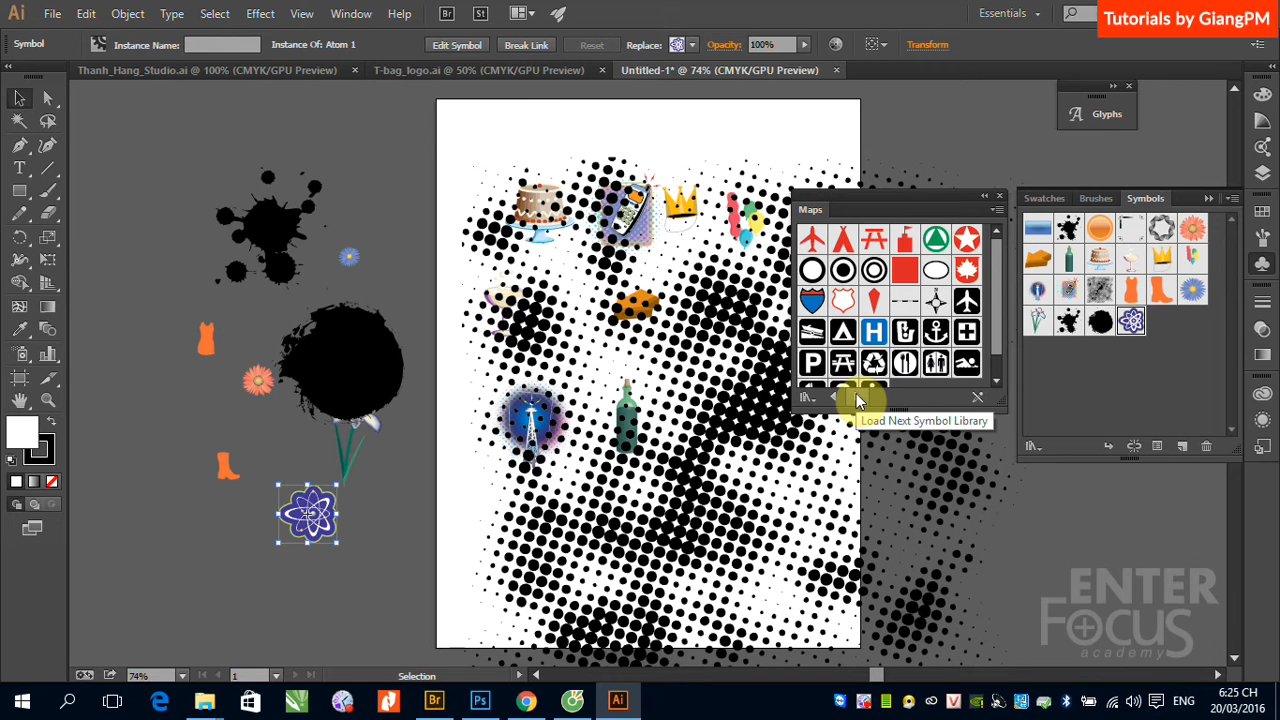 Ai File Edit Object Type Select Effect View Window Help Br St Essentials
Tutorials by GiangPM
Symbol Instance Name: Instance Of: Atom 1 Edit Symbol Break Link Reset Replace: Opacity: 100% Transform
Thanh_Hang_Studio.ai @ 100% (CMYK/GPU Preview) × T-bag_logo.ai @ 50% (CMYK/GPU Preview) × Untitled-1* @ 74% (CMYK/GPU Preview) ×
A Glyphs
Maps
Swatches Brushes Symbols
H
P
Load Next Symbol Library
ENTER
FOCUS
academy
74% 1 Selection
Br Ps Ai
V ENG
6:25 CH
20/03/2016